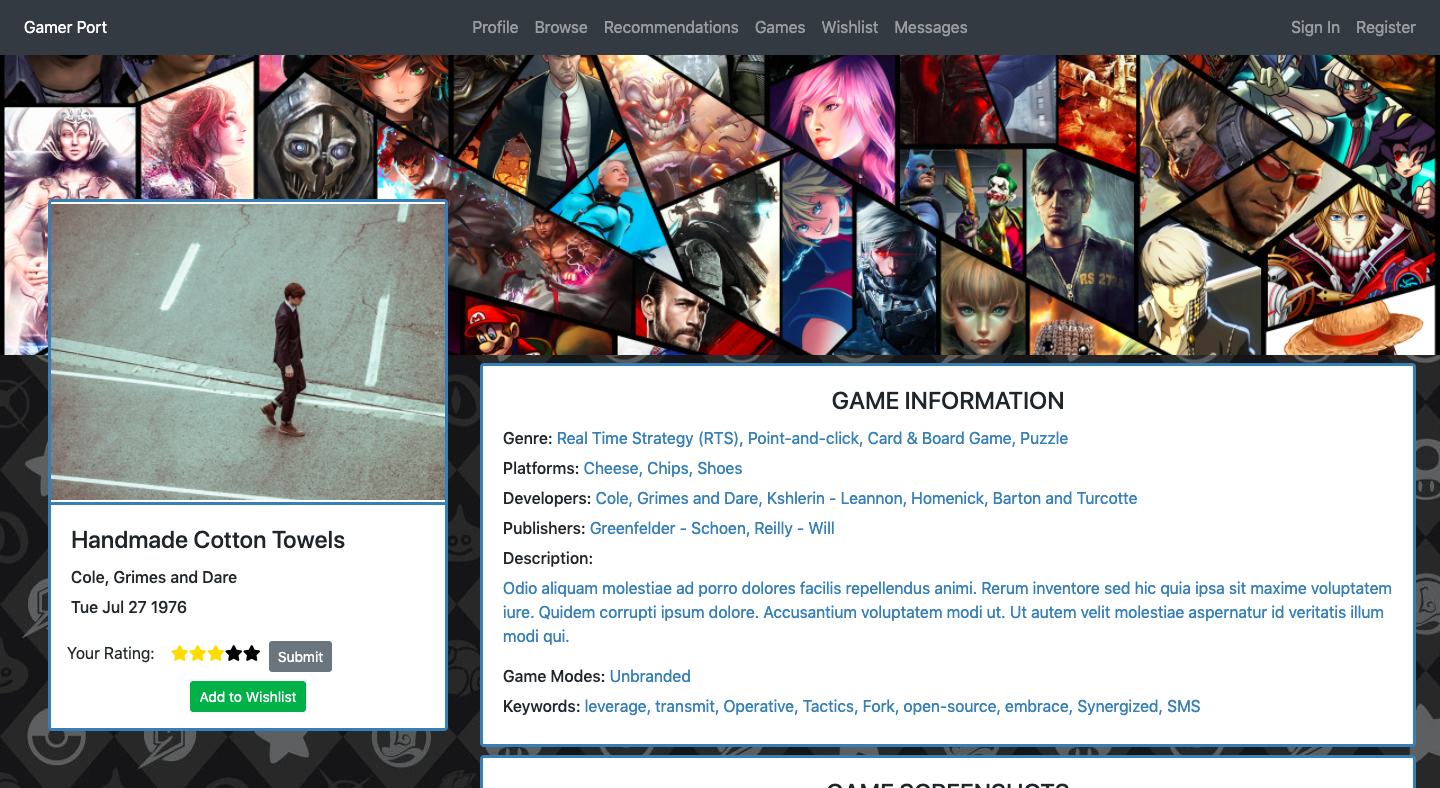 Gamer Port
Profile Browse Recommendations Games Wishlist Messages
Sign In Register
RS 272
Handmade Cotton Towels
Cole, Grimes and Dare
Tue Jul 27 1976
Your Rating:
Submit
Add to Wishlist
GAME INFORMATION
Genre: Real Time Strategy (RTS), Point-and-click, Card & Board Game, Puzzle
Platforms: Cheese, Chips, Shoes
Developers: Cole, Grimes and Dare, Kshlerin - Leannon, Homenick, Barton and Turcotte
Publishers: Greenfelder - Schoen, Reilly - Will
Description:
Odio aliquam molestiae ad porro dolores facilis repellendus animi. Rerum inventore sed hic quia ipsa sit maxime voluptatem
iure. Quidem corrupti ipsum dolore. Accusantium voluptatem modi ut. Ut autem velit molestiae aspernatur id veritatis illum
modi qui.
Game Modes: Unbranded
Keywords: leverage, transmit, Operative, Tactics, Fork, open-source, embrace, Synergized, SMS
GAME SCREENSHOTS